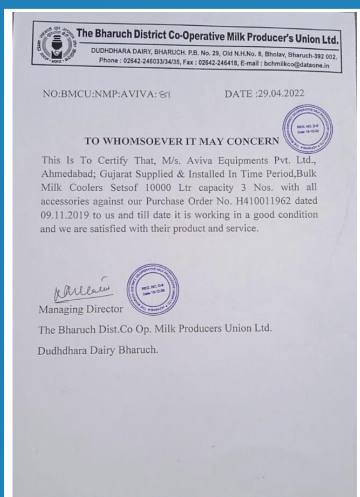 The Bharuch District Co-Operative Milk Producer's Union Ltd.
DUDHDHARA DAIRY, BHARUCH. P.B. No. 29, Old N.H.No. 8, Bholav, Bharuch-392 002,
Phone : 02642-246033/34/35, Fax : 02642-246418, E-mail : bchmilkco@dataone.in
NO:BMCU:NMP:AVIVA: 81
DATE :29.04.2022
TO WHOMSOEVER IT MAY CONCERN
This Is To Certify That, M/s. Aviva Equipments Pvt. Ltd.,
Ahmedabad; Gujarat Supplied & Installed In Time Period,Bulk
Milk Coolers Setsof 10000 Ltr capacity 3 Nos. with all
accessories against our Purchase Order No. H410011962 dated
09.11.2019 to us and till date it is working in a good condition
and we are satisfied with their product and service.
Managing Director
The Bharuch Dist.Co Op. Milk Producers Union Ltd.
Dudhdhara Dairy Bharuch.